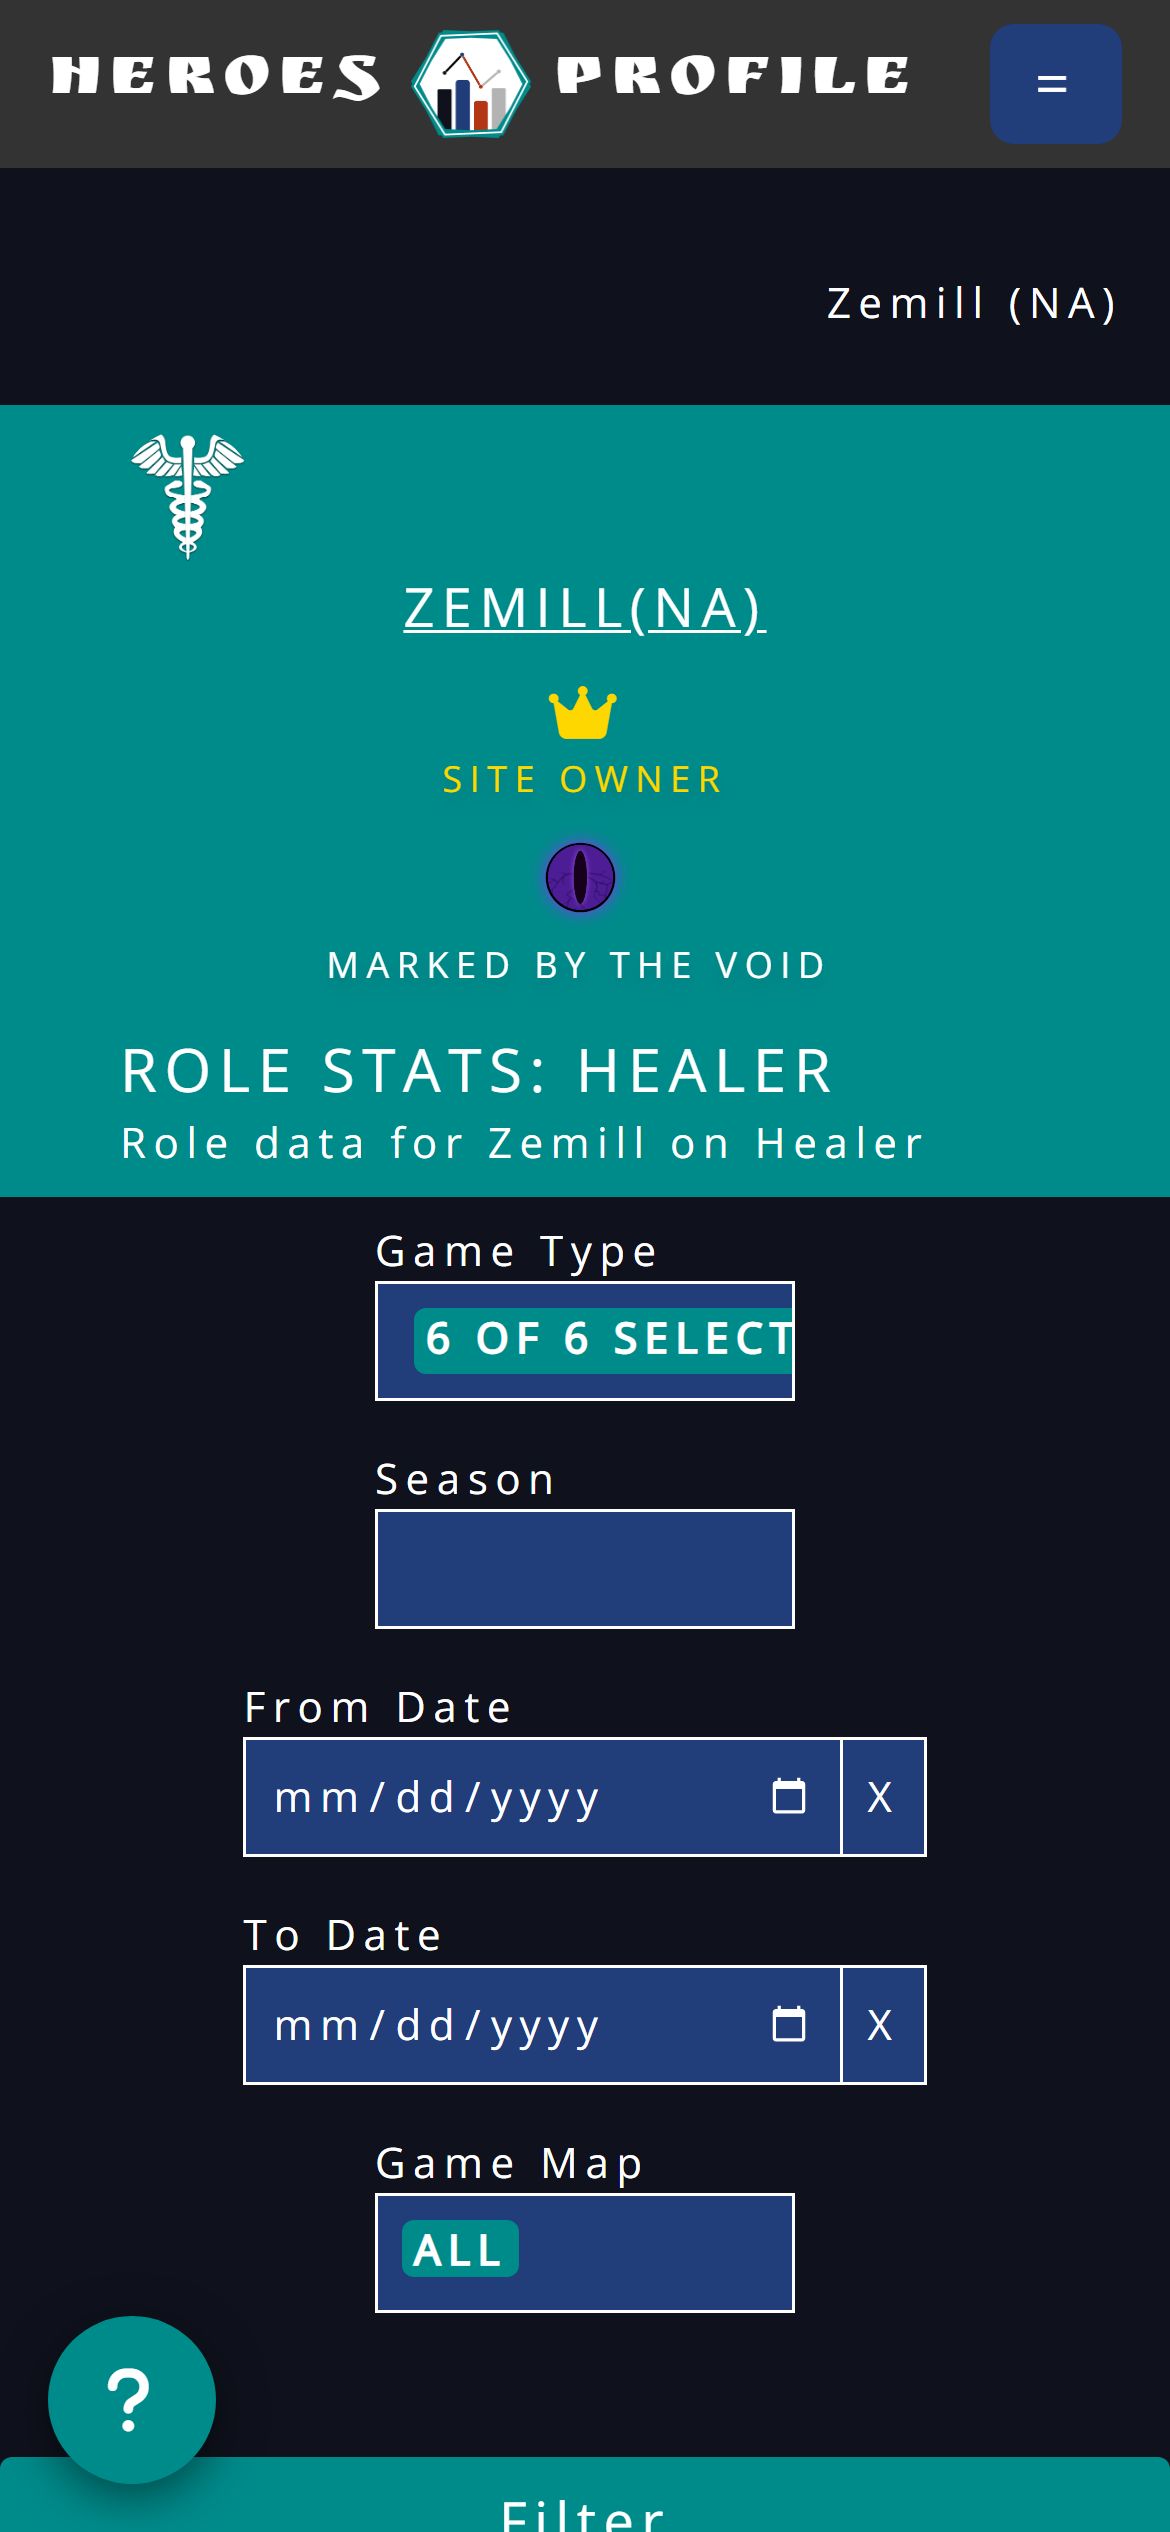 HEROES PROFILE
=
Zemill (NA)
ZEMILL(NA)
SITE OWNER
MARKED BY THE VOID
ROLE STATS: HEALER
Role data for Zemill on Healer
Game Type
6 OF 6 SELECT
Season
From Date
mm/dd/yyyy X
To Date
mm/dd/yyyy X
Game Map
ALL
?
Filter